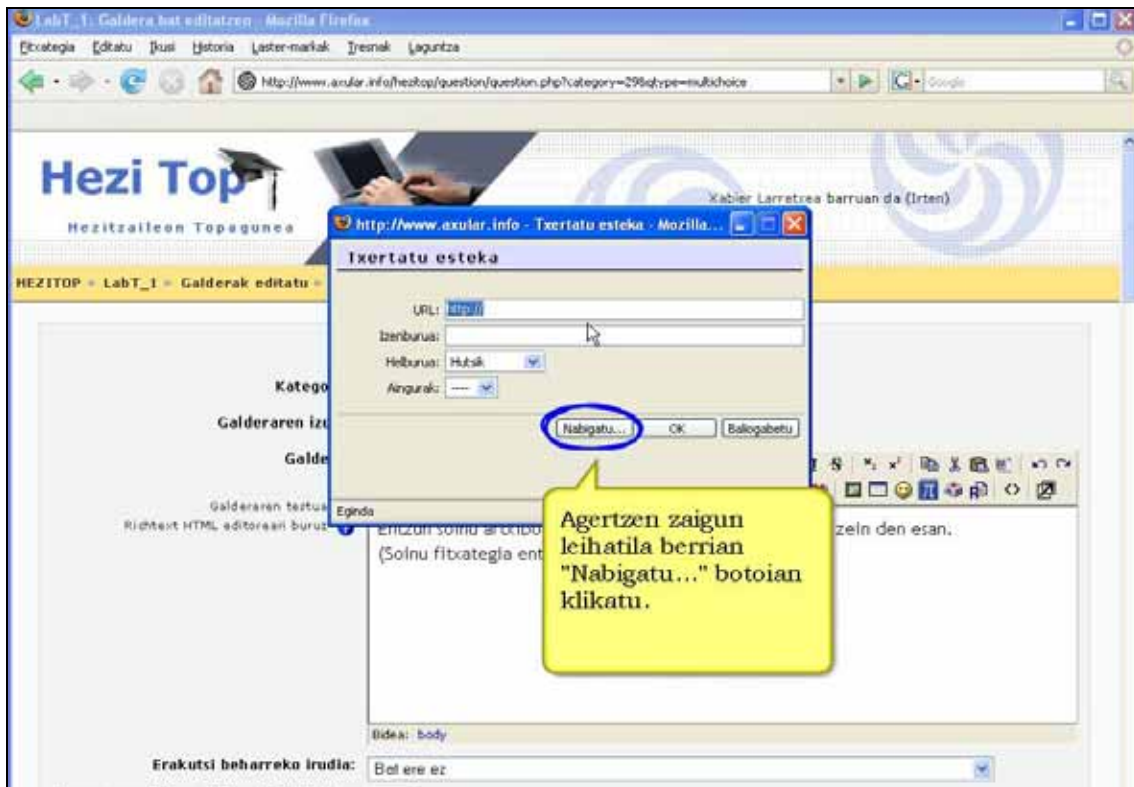 LabT_1: Galdera bat editatzen - Mozilla Firefox
Fitxategia Editatu Ikusi Historia Laster-markak Tresnak Laguntza
http://www.axular.info/hezitop/question/question.php?category=298&qtype=multichoice
Google
Hezi Top
Hezitzaileon Topagunea
Xabier Larretxea barruan da (Irten)
HEZITOP » LabT_1 » Galderak editatu »
http://www.axular.info - Txertatu esteka - Mozilla...
Txertatu esteka
URL: http://
Izenburua:
Helburua: Hutsik
Aingurak: ----
Nabigatu... OK Baliogabetu
Eginda
Katego
Galderaren izu
Galde
Galderaren testua
Richtext HTML editoreari buruz
Entzun soinu artxibo
zein den esan.
(Soinu fitxategia ent
Agertzen zaigun
leihatila berrian
"Nabigatu..." botoian
klikatu.
Bidea: body
Erakutsi beharreko irudia: Bat ere ez